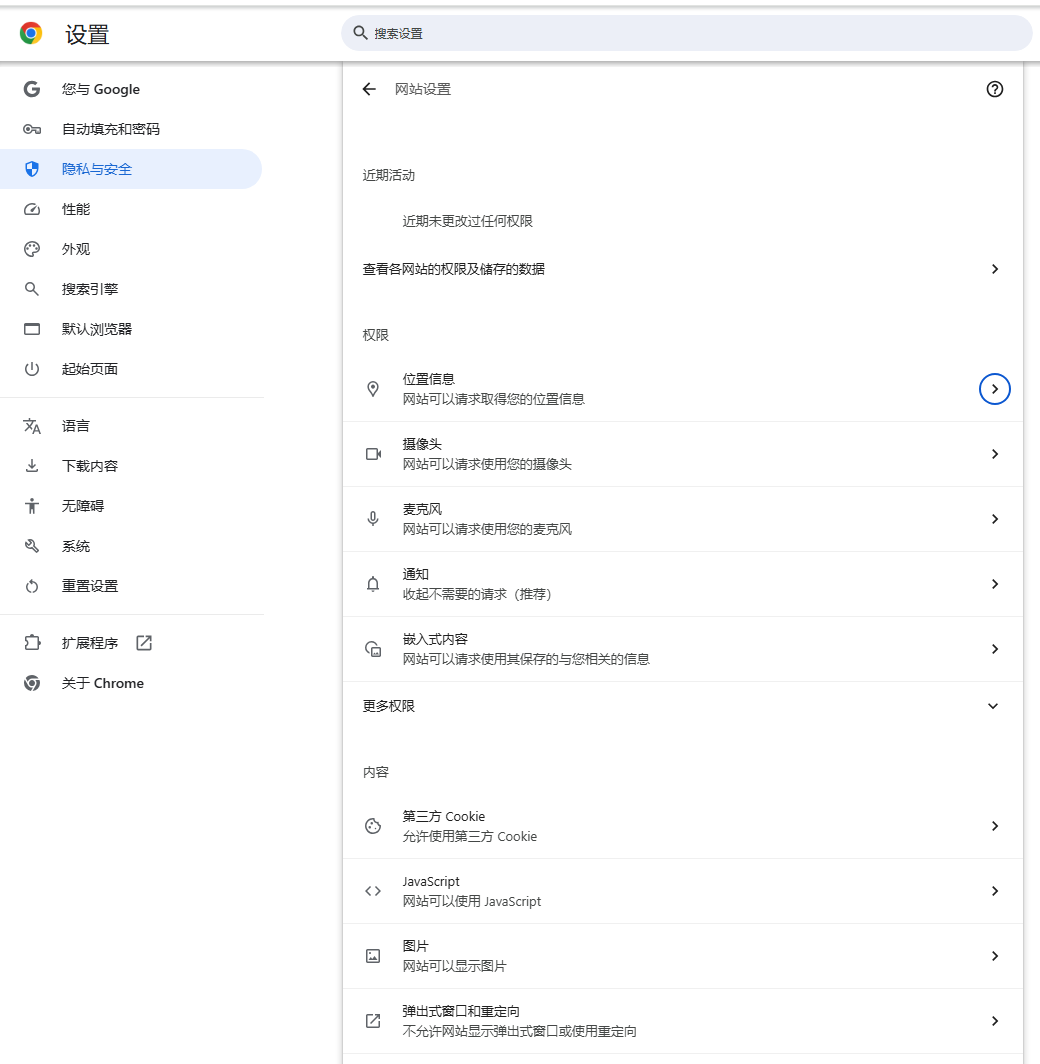 设置
搜索设置
您与 Google
自动填充和密码
隐私与安全
性能
外观
搜索引擎
默认浏览器
起始页面
语言
下载内容
无障碍
系统
重置设置
扩展程序
关于 Chrome
网站设置
近期活动
近期未更改过任何权限
查看各网站的权限及储存的数据
权限
位置信息
网站可以请求取得您的位置信息
摄像头
网站可以请求使用您的摄像头
麦克风
网站可以请求使用您的麦克风
通知
收起不需要的请求（推荐）
嵌入式内容
网站可以请求使用其保存的与您相关的信息
更多权限
内容
第三方 Cookie
允许使用第三方 Cookie
JavaScript
网站可以使用 JavaScript
图片
网站可以显示图片
弹出式窗口和重定向
不允许网站显示弹出式窗口或使用重定向